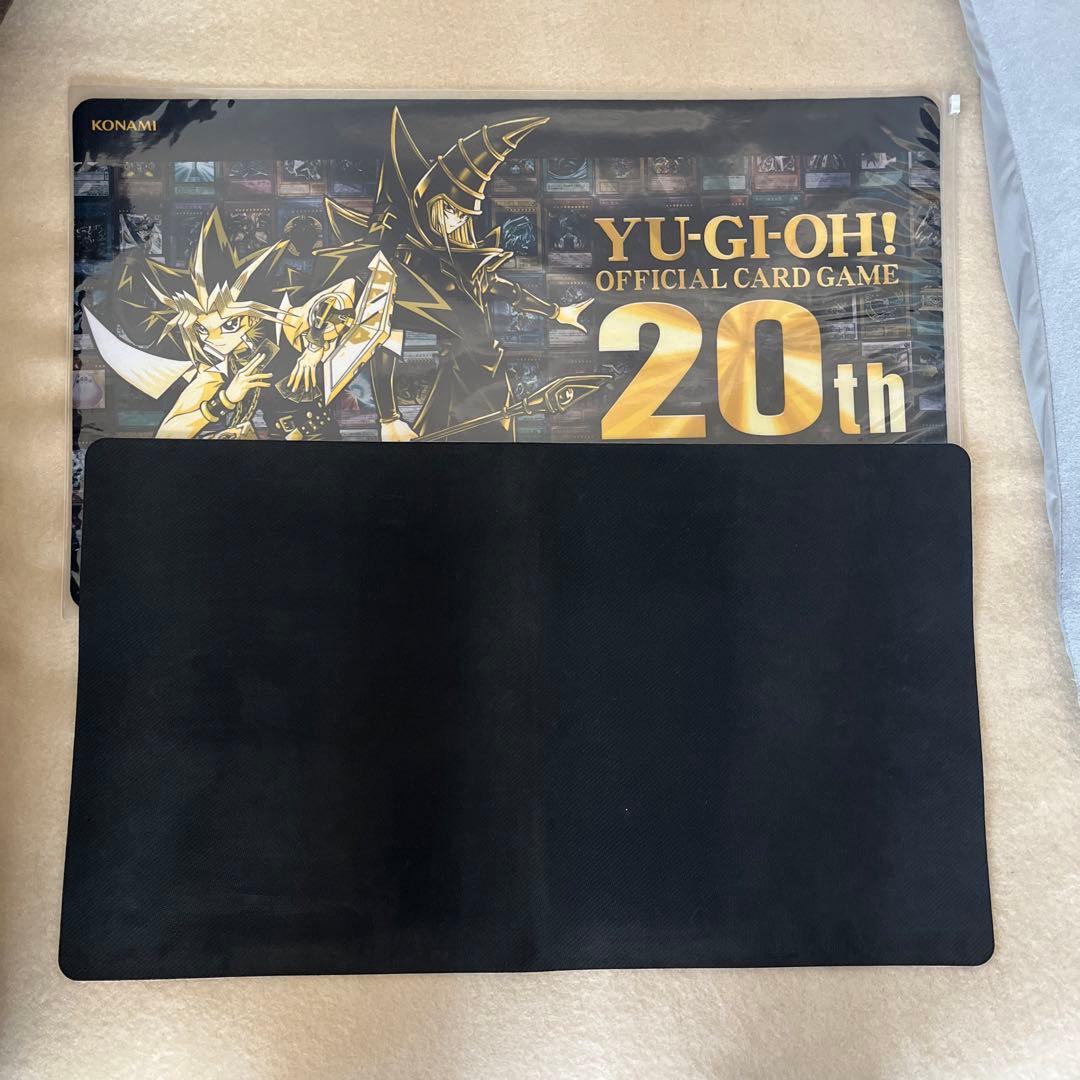 KONAMI
YU-GI-OH!
OFFICIAL CARD GAME
20th